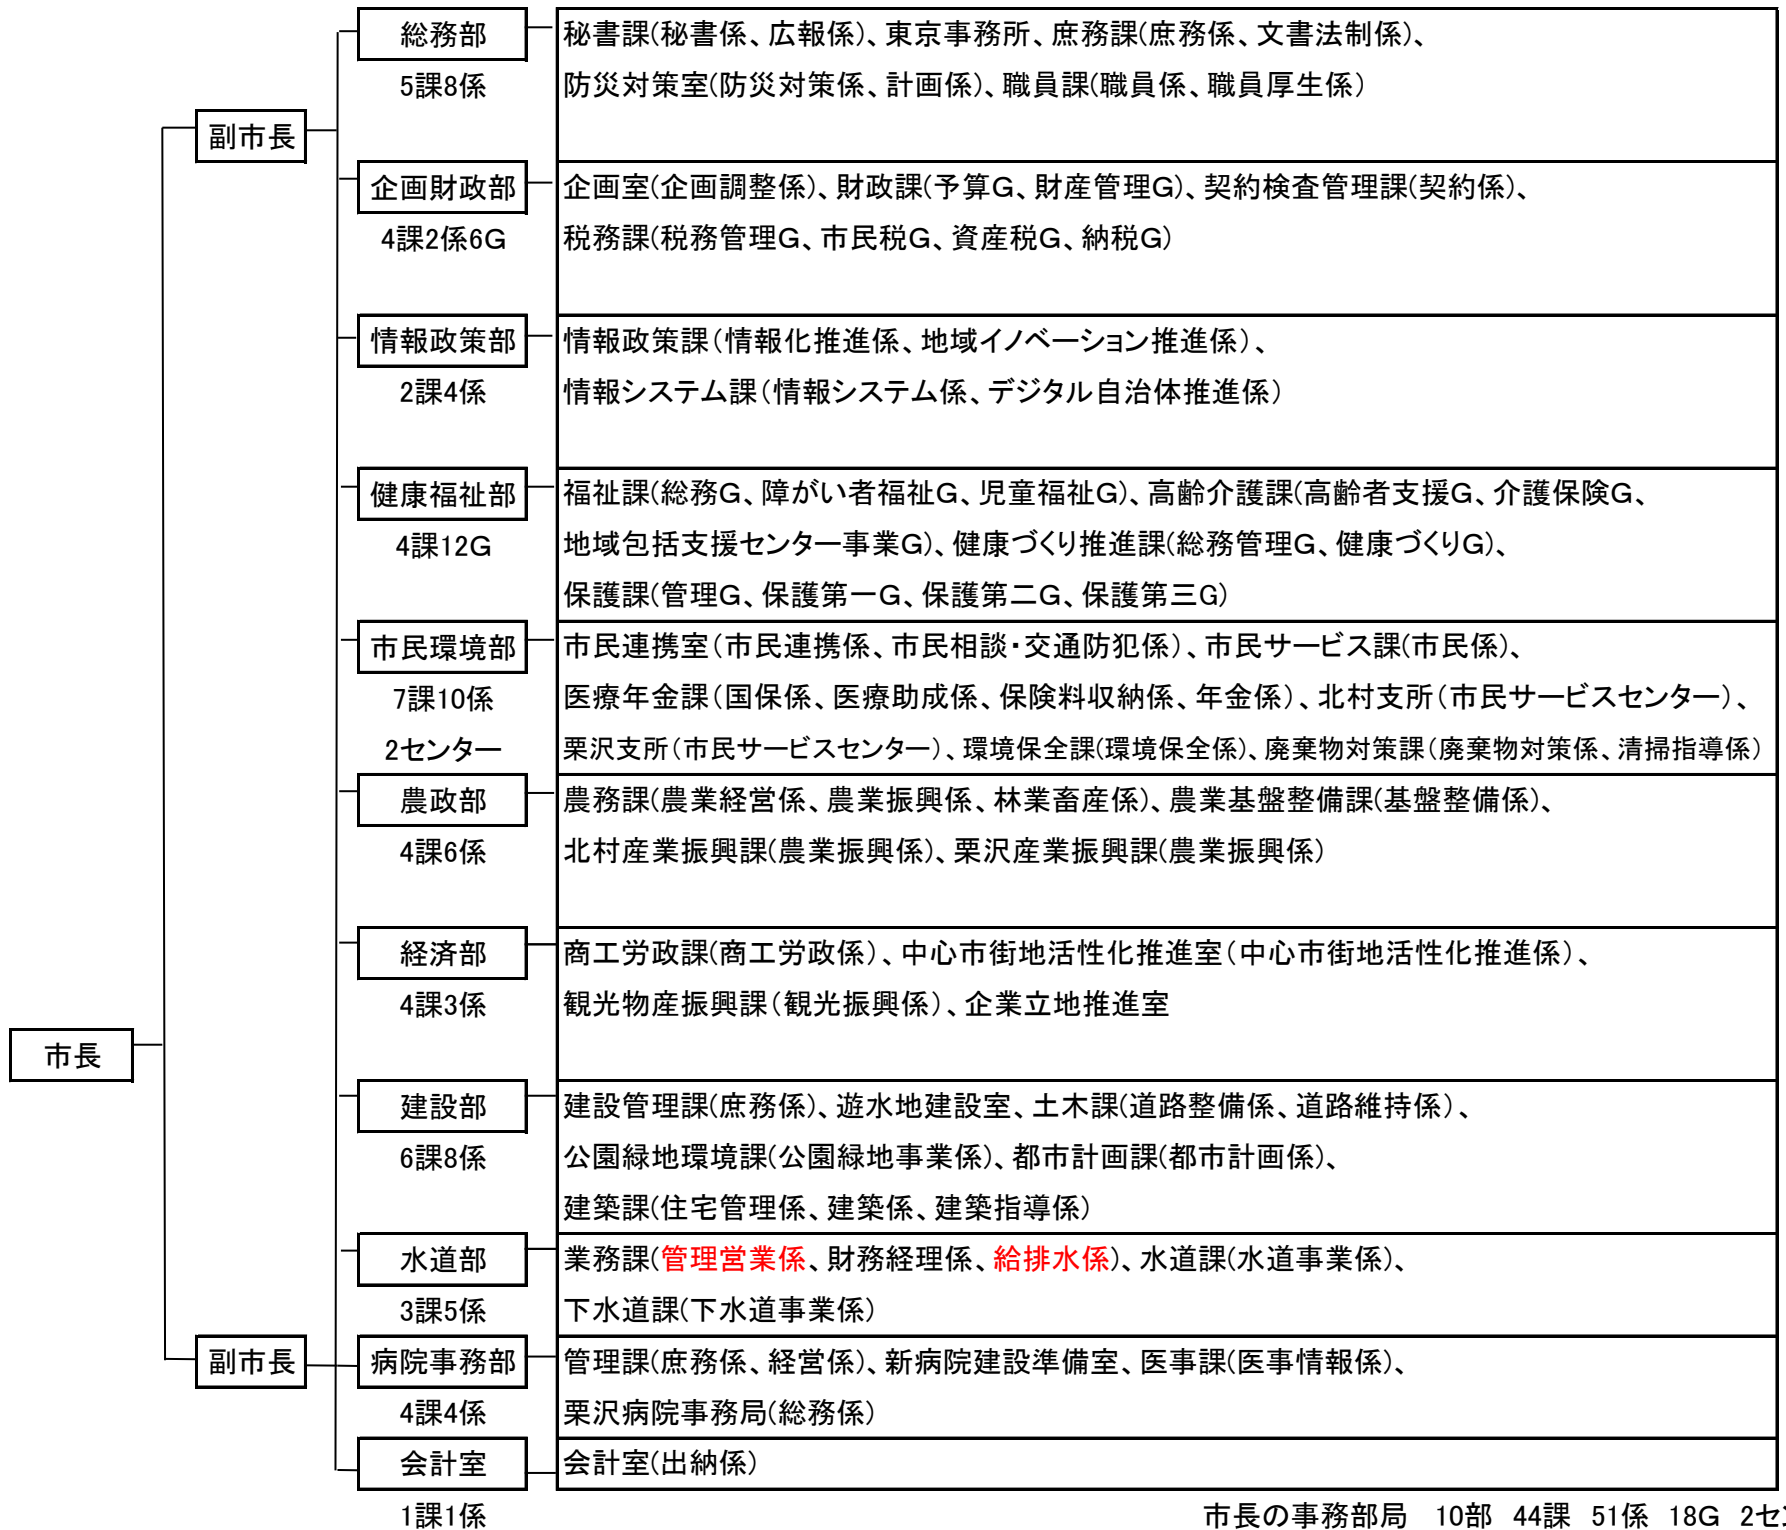 総務部
秘書課(秘書係、広報係)、東京事務所、庶務課(庶務係、文書法制係)、
5課8係
防災対策室(防災対策係、計画係)、職員課(職員係、職員厚生係)
副市長
企画財政部
企画室(企画調整係)、財政課(予算G、財産管理G)、契約検査管理課(契約係)、
4課2係6G
税務課(税務管理G、市民税G、資産税G、納税G)
情報政策部
情報政策課(情報化推進係、地域イノベーション推進係)、
2課4係
情報システム課(情報システム係、デジタル自治体推進係)
健康福祉部
福祉課(総務G、障がい者福祉G、児童福祉G)、高齢介護課(高齢者支援G、介護保険G、
4課12G
地域包括支援センター事業G)、健康づくり推進課(総務管理G、健康づくりG)、
保護課(管理G、保護第一G、保護第二G、保護第三G)
市民環境部
市民連携室(市民連携係、市民相談・交通防犯係)、市民サービス課(市民係)、
7課10係
医療年金課(国保係、医療助成係、保険料収納係、年金係)、北村支所(市民サービスセンター)、
2センター
栗沢支所(市民サービスセンター)、環境保全課(環境保全係)、廃棄物対策課(廃棄物対策係、清掃指導係)
農政部
農務課(農業経営係、農業振興係、林業畜産係)、農業基盤整備課(基盤整備係)、
4課6係
北村産業振興課(農業振興係)、栗沢産業振興課(農業振興係)
経済部
商工労政課(商工労政係)、中心市街地活性化推進室(中心市街地活性化推進係)、
4課3係
観光物産振興課(観光振興係)、企業立地推進室
市長
建設部
建設管理課(庶務係)、遊水地建設室、土木課(道路整備係、道路維持係)、
6課8係
公園緑地環境課(公園緑地事業係)、都市計画課(都市計画係)、
建築課(住宅管理係、建築係、建築指導係)
水道部
業務課(管理営業係、財務経理係、給排水係)、水道課(水道事業係)、
3課5係
下水道課(下水道事業係)
副市長
病院事務部
管理課(庶務係、経営係)、新病院建設準備室、医事課(医事情報係)、
4課4係
栗沢病院事務局(総務係)
会計室
会計室(出納係)
1課1係
市長の事務部局 10部 44課 51係 18G 2セ